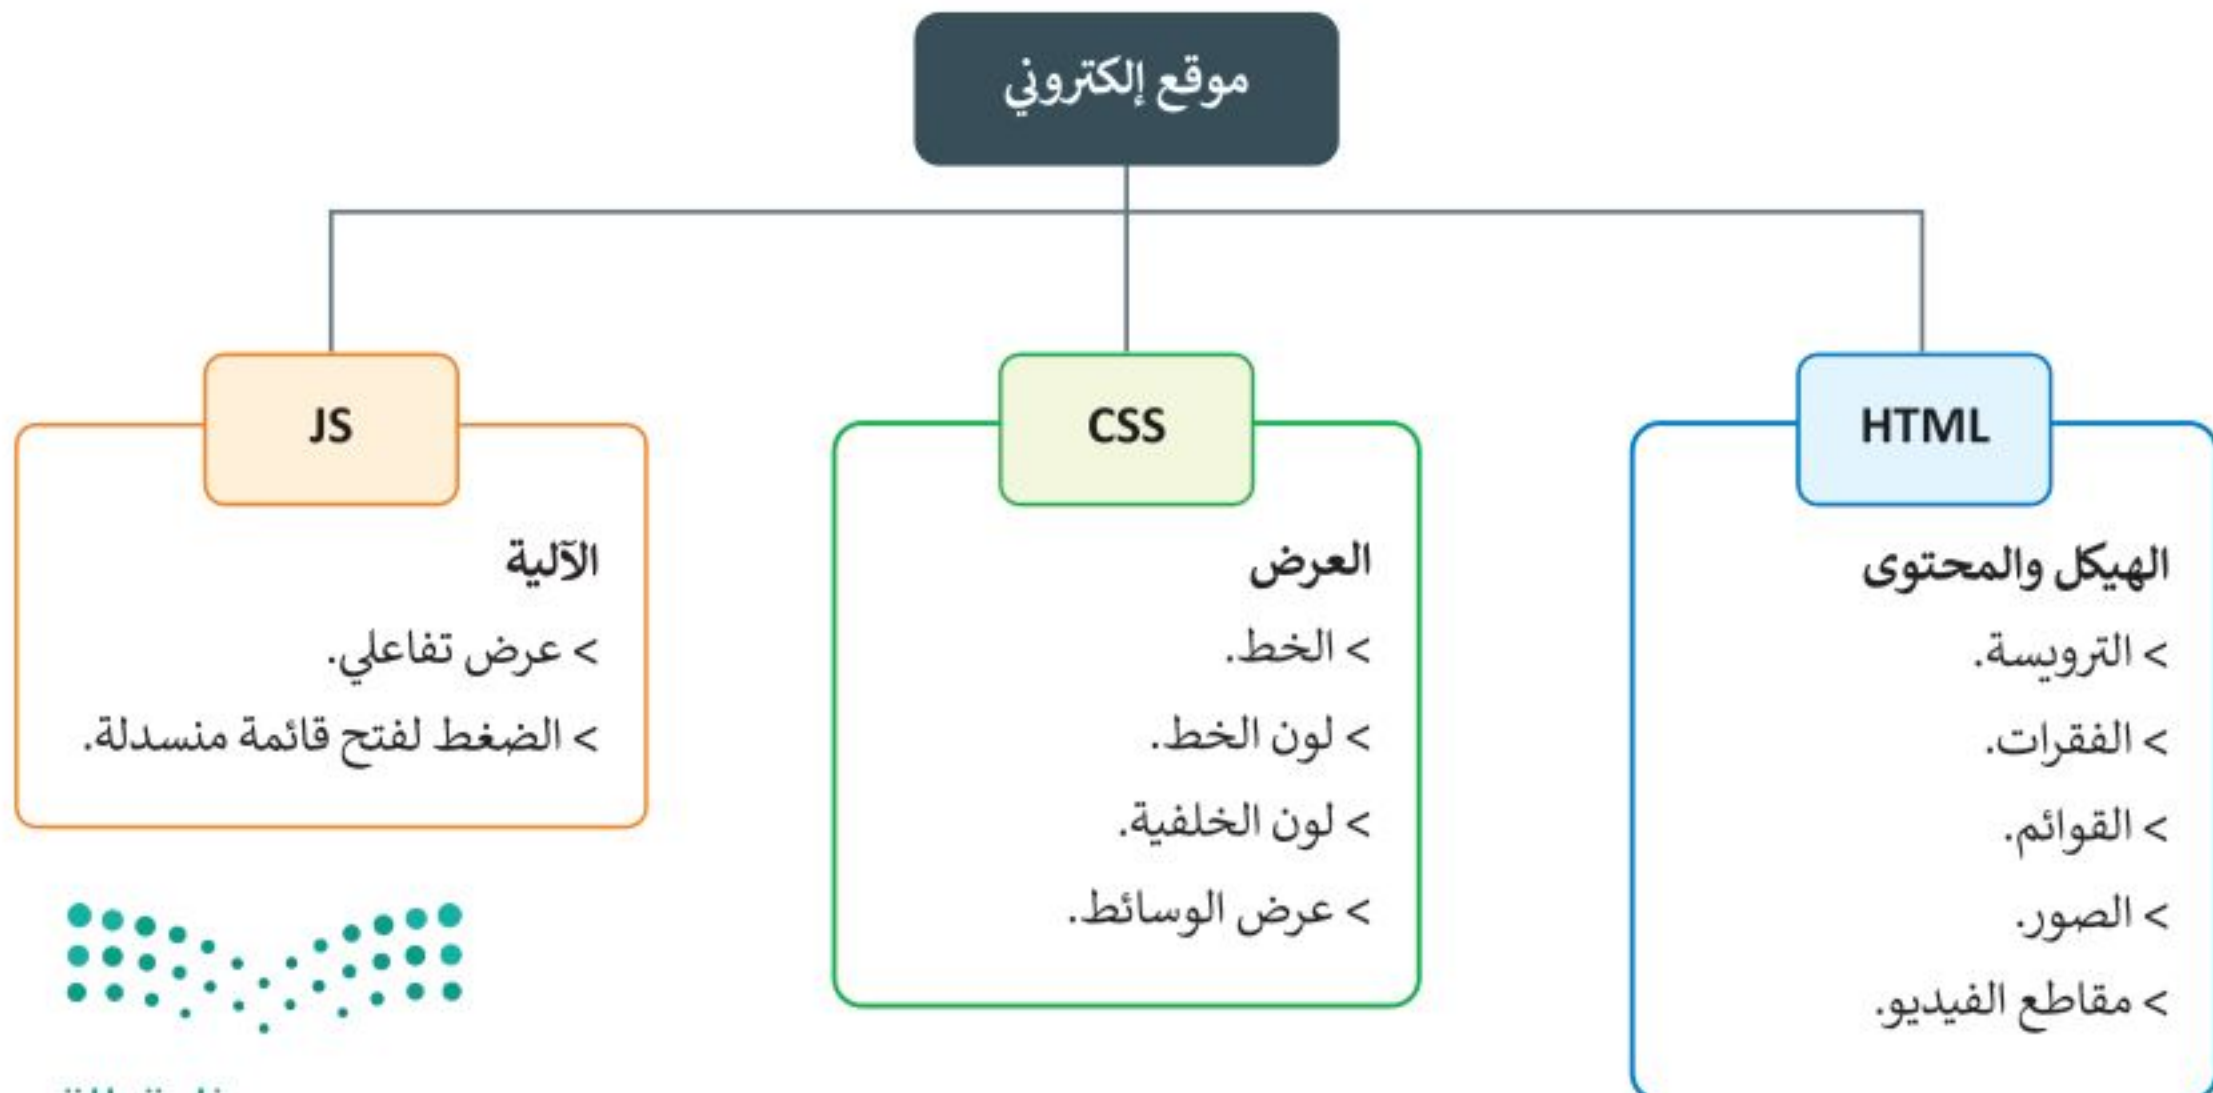 موقع إلكتروني
HTML
الهيكل والمحتوى
> الترويسة.
> الفقرات.
> القوائم.
> الصور.
> مقاطع الفيديو.
CSS
العرض
> الخط.
> لون الخط.
> لون الخلفية.
> عرض الوسائط.
JS
الآلية
> عرض تفاعلي.
> الضغط لفتح قائمة منسدلة.